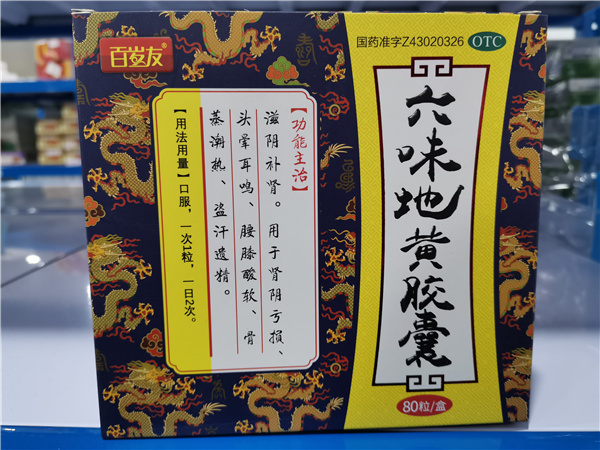 百岁友
国药准字Z43020326 OTC
六味地黄胶囊
80粒/盒
【功能主治】
滋阴补肾。用于肾阴亏损、
头晕耳鸣、腰膝酸软、骨
蒸潮热、盗汗遗精。
【用法用量】口服，一次1粒，一日2次。